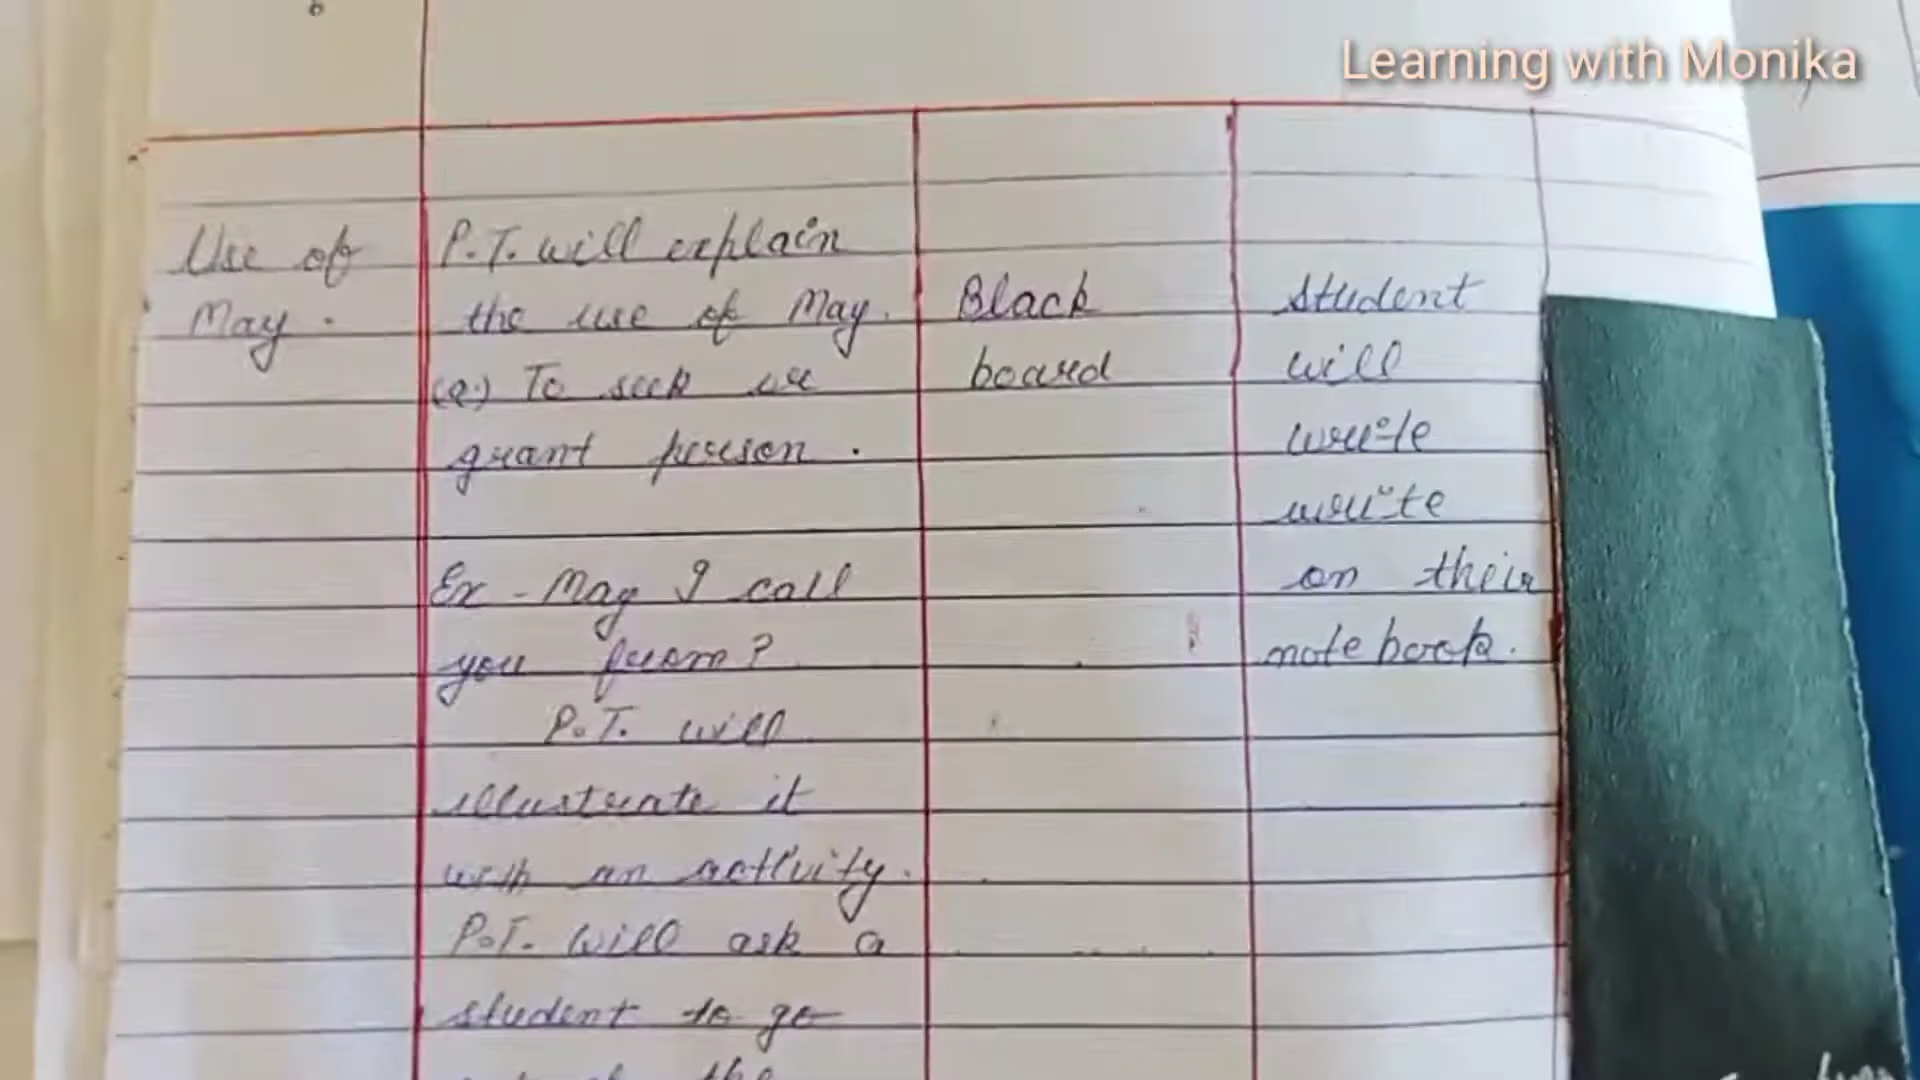 Learning with Monika
Use of
May.
P.T. will explain
the use of May.
(a.) To seek or
grant person.
Ex - May I call
you from?
P.T. will
illustrate it
with an activity.
P.T. will ask a
student to go
the
Black
board
student
will
write
write
on their
notebook.